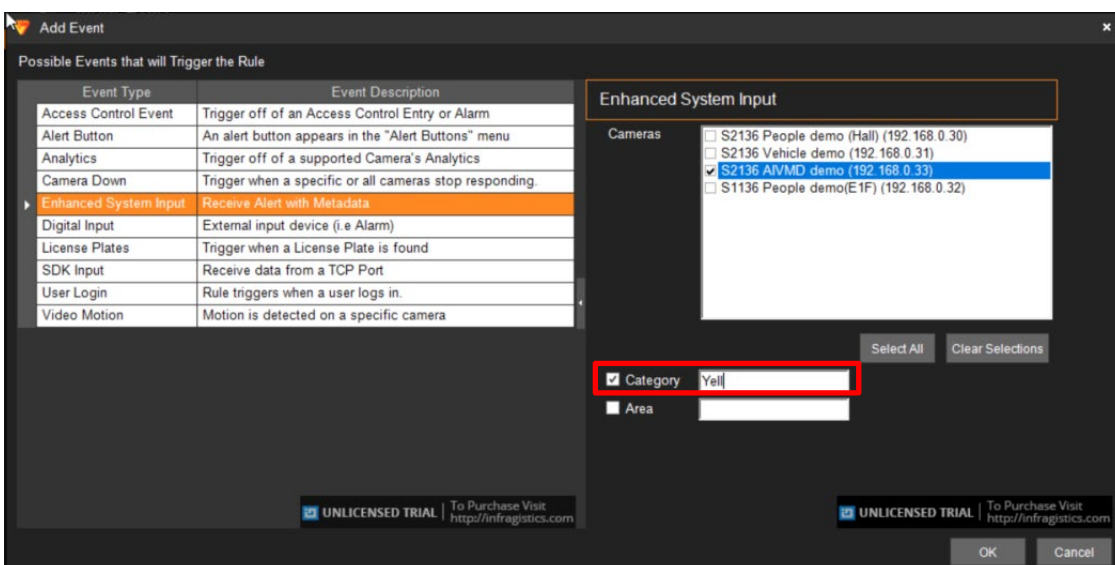 Add Event
Possible Events that will Trigger the Rule
Event Type Event Description
Access Control Event Trigger off of an Access Control Entry or Alarm
Alert Button An alert button appears in the "Alert Buttons" menu
Analytics Trigger off of a supported Camera's Analytics
Camera Down Trigger when a specific or all cameras stop responding.
Enhanced System Input Receive Alert with Metadata
Digital Input External input device (i.e Alarm)
License Plates Trigger when a License Plate is found
SDK Input Receive data from a TCP Port
User Login Rule triggers when a user logs in.
Video Motion Motion is detected on a specific camera
UNLICENSED TRIAL To Purchase Visit
http://infragistics.com
Enhanced System Input
Cameras
S2136 People demo (Hall) (192.168.0.30)
S2136 Vehicle demo (192.168.0.31)
S2136 AIVMD demo (192.168.0.33)
S1136 People demo(E1F) (192.168.0.32)
Select All Clear Selections
Category Yell
Area
UNLICENSED TRIAL To Purchase Visit
http://infragistics.com
OK Cancel